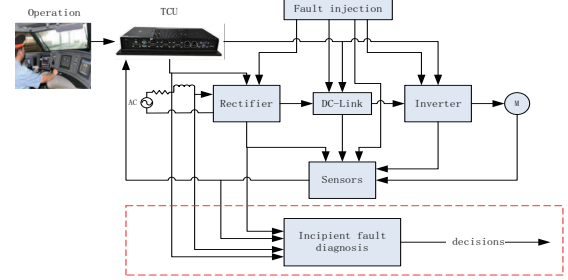 Operation
TCU
Fault injection
AC
Rectifier
DC-Link
Inverter
M
Sensors
Incipient fault
diagnosis
decisions